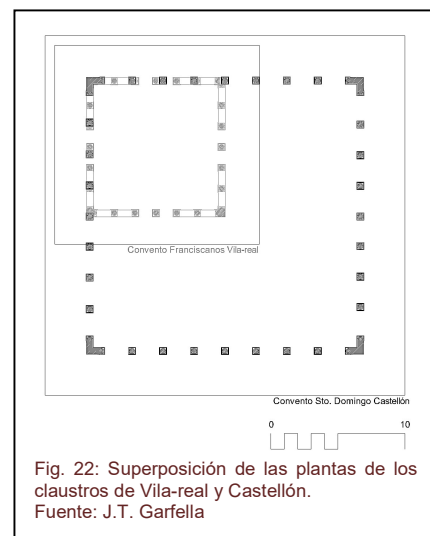 Convento Franciscanos Vila-real
Convento Sto. Domingo Castellón
0 10
Fig. 22: Superposición de las plantas de los
claustros de Vila-real y Castellón.
Fuente: J.T. Garfella